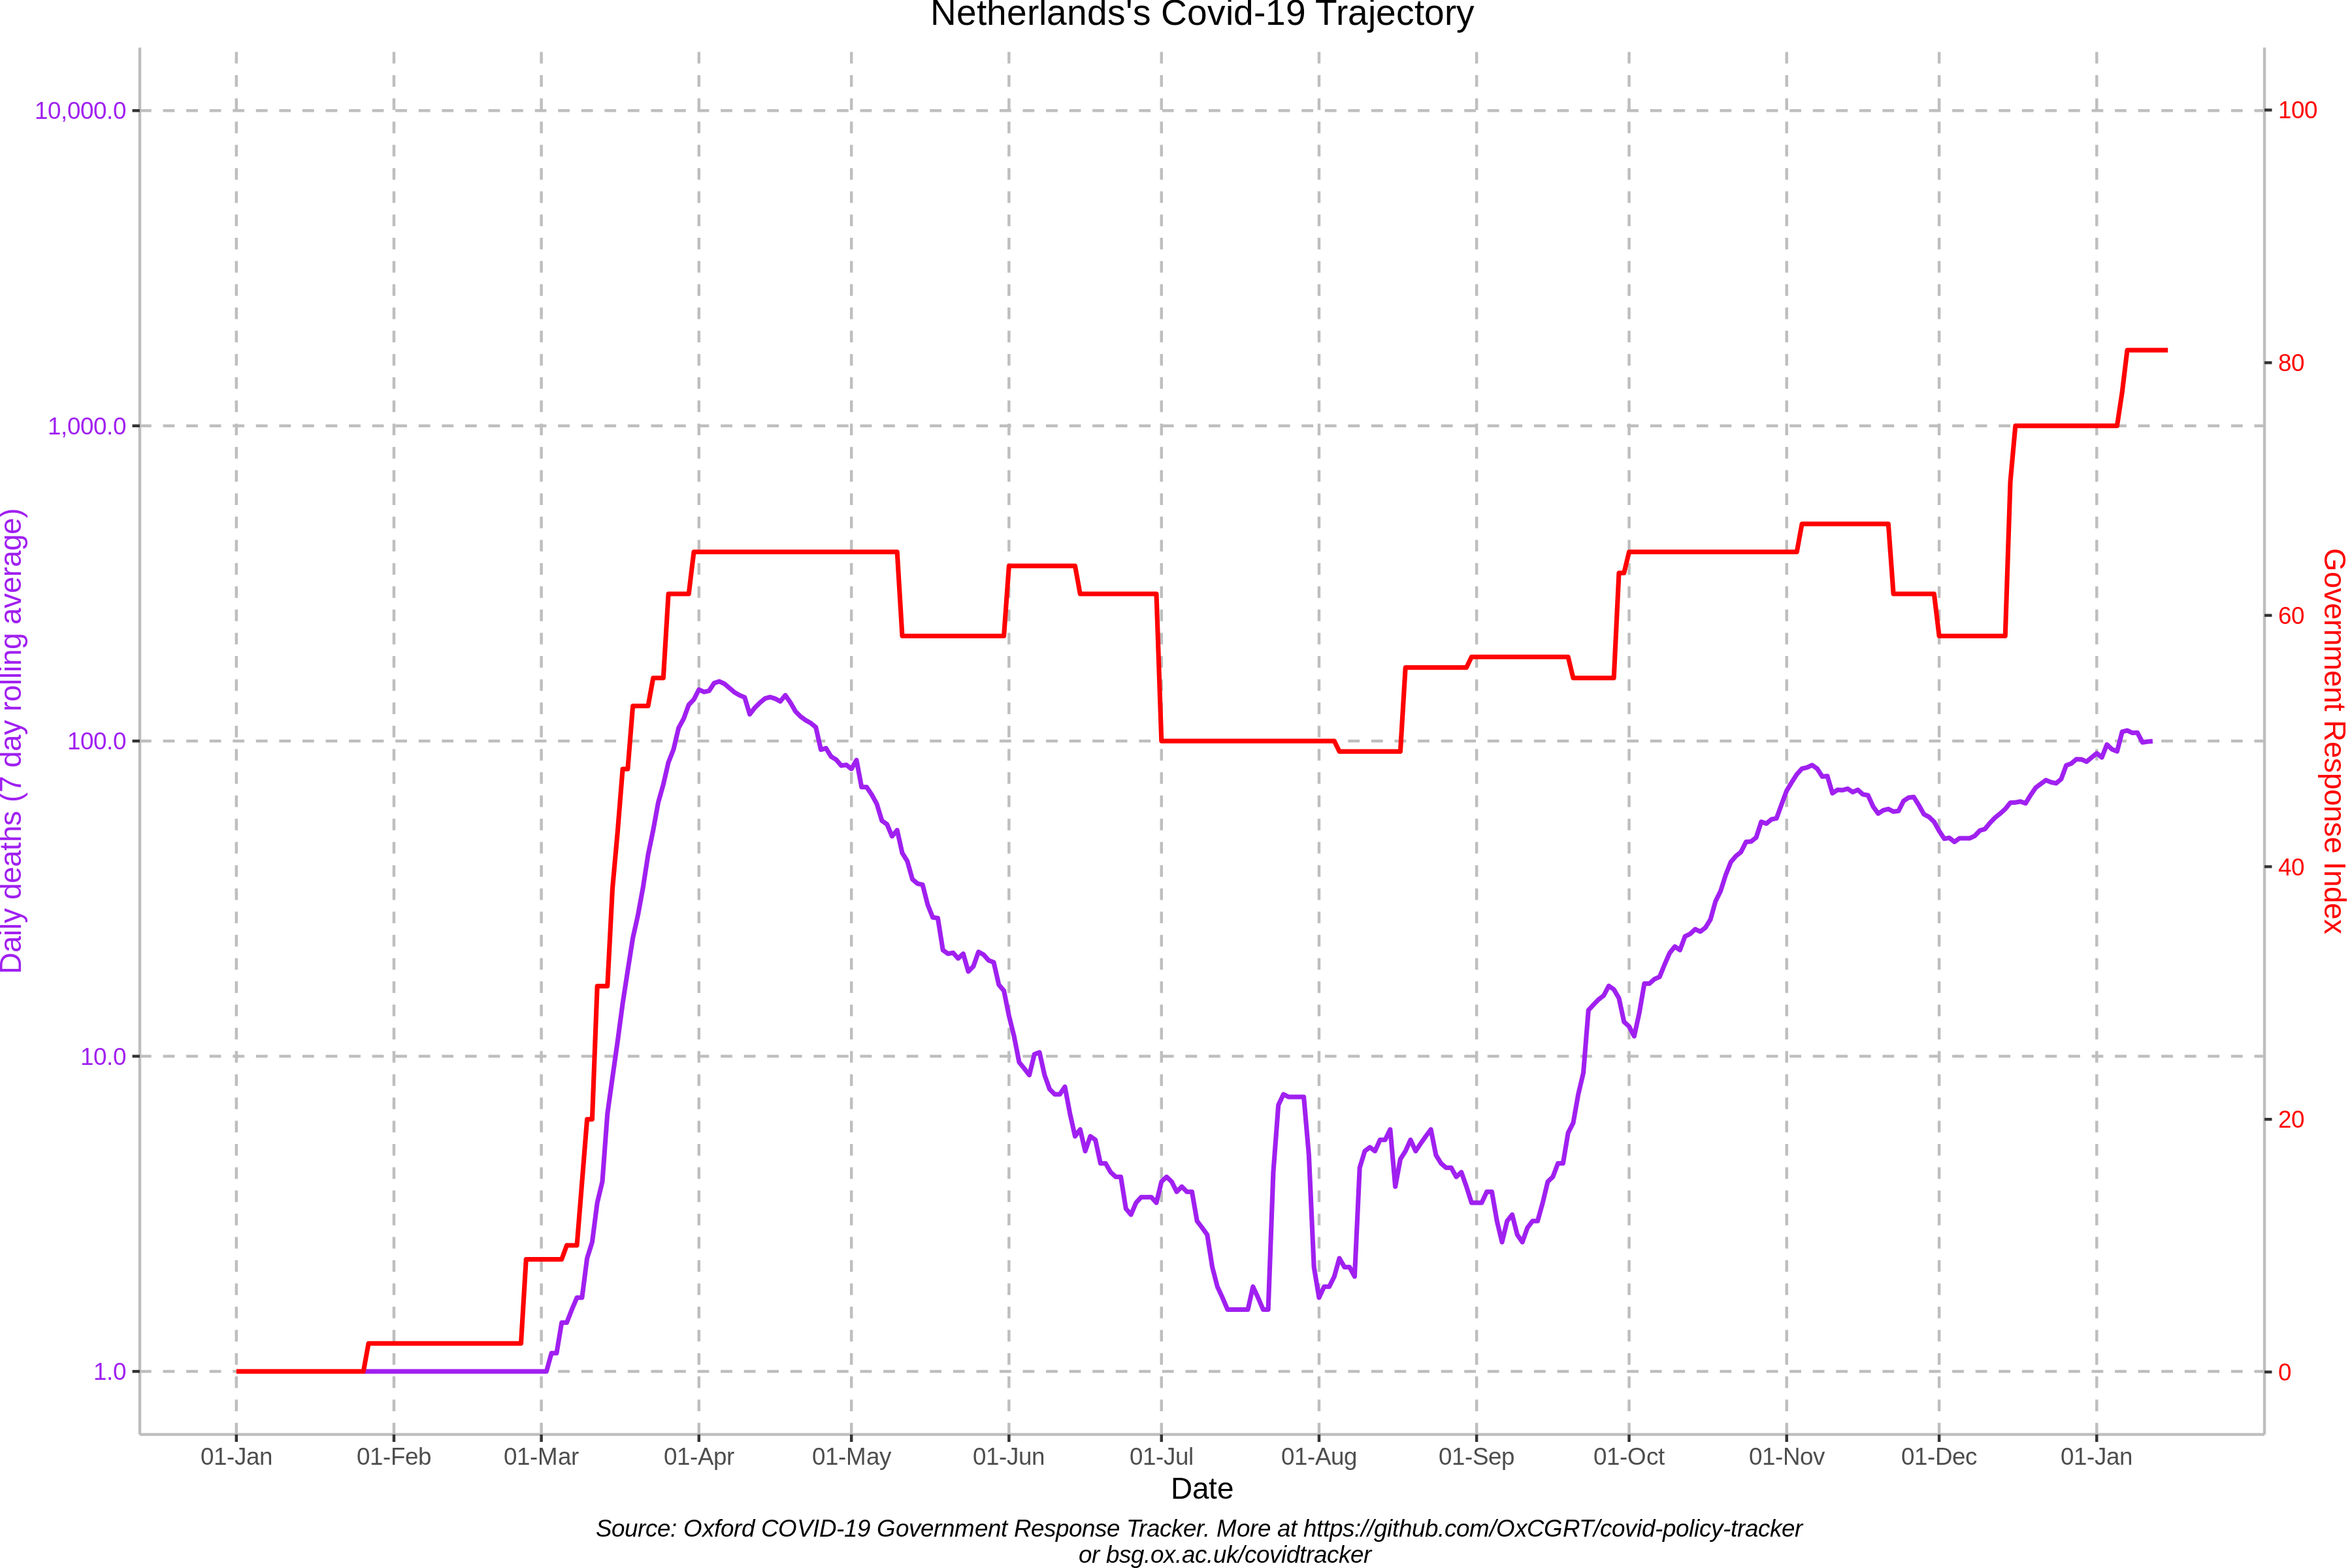 Netherlands's Covid-19 Trajectory
10,000.0
1,000.0
100.0
10.0
1.0
Daily deaths (7 day rolling average)
100
80
60
40
20
0
Government Response Index
01-Jan 01-Feb 01-Mar 01-Apr 01-May 01-Jun 01-Jul 01-Aug 01-Sep 01-Oct 01-Nov 01-Dec 01-Jan
Date
Source: Oxford COVID-19 Government Response Tracker. More at https://github.com/OxCGRT/covid-policy-tracker
or bsg.ox.ac.uk/covidtracker